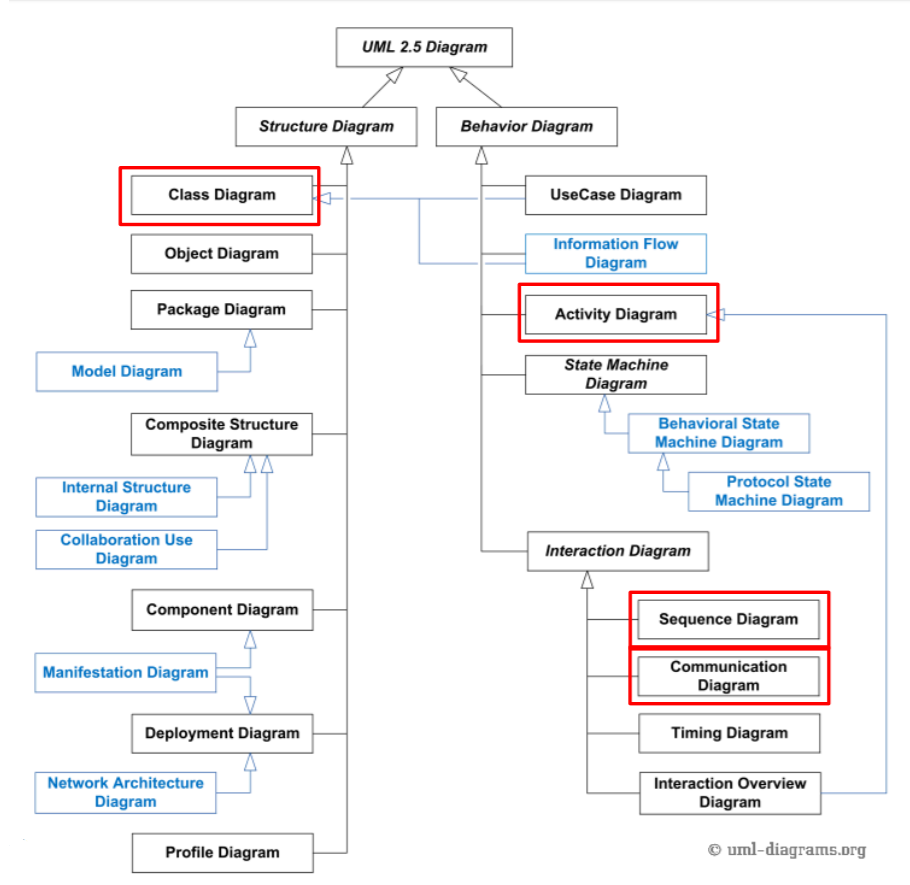 UML 2.5 Diagram
Structure Diagram
Behavior Diagram
Class Diagram
UseCase Diagram
Object Diagram
Information Flow
Diagram
Package Diagram
Activity Diagram
Model Diagram
State Machine
Diagram
Composite Structure
Diagram
Behavioral State
Machine Diagram
Internal Structure
Diagram
Protocol State
Machine Diagram
Collaboration Use
Diagram
Interaction Diagram
Component Diagram
Sequence Diagram
Manifestation Diagram
Communication
Diagram
Deployment Diagram
Timing Diagram
Network Architecture
Diagram
Interaction Overview
Diagram
Profile Diagram
© uml-diagrams.org